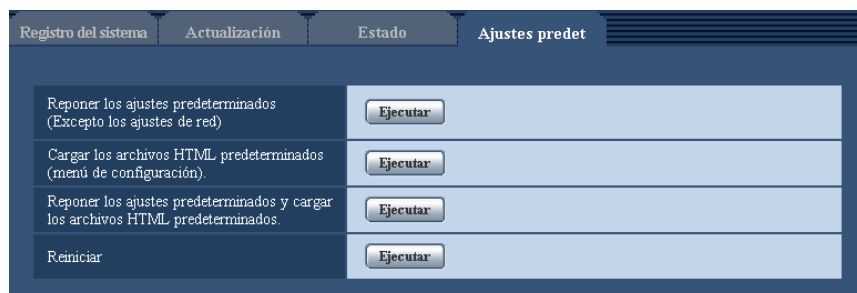 Registro del sistema Actualización Estado Ajustes predet
Reponer los ajustes predeterminados
(Excepto los ajustes de red)
Ejecutar
Cargar los archivos HTML predeterminados
(menú de configuración).
Ejecutar
Reponer los ajustes predeterminados y cargar
los archivos HTML predeterminados.
Ejecutar
Reiniciar
Ejecutar